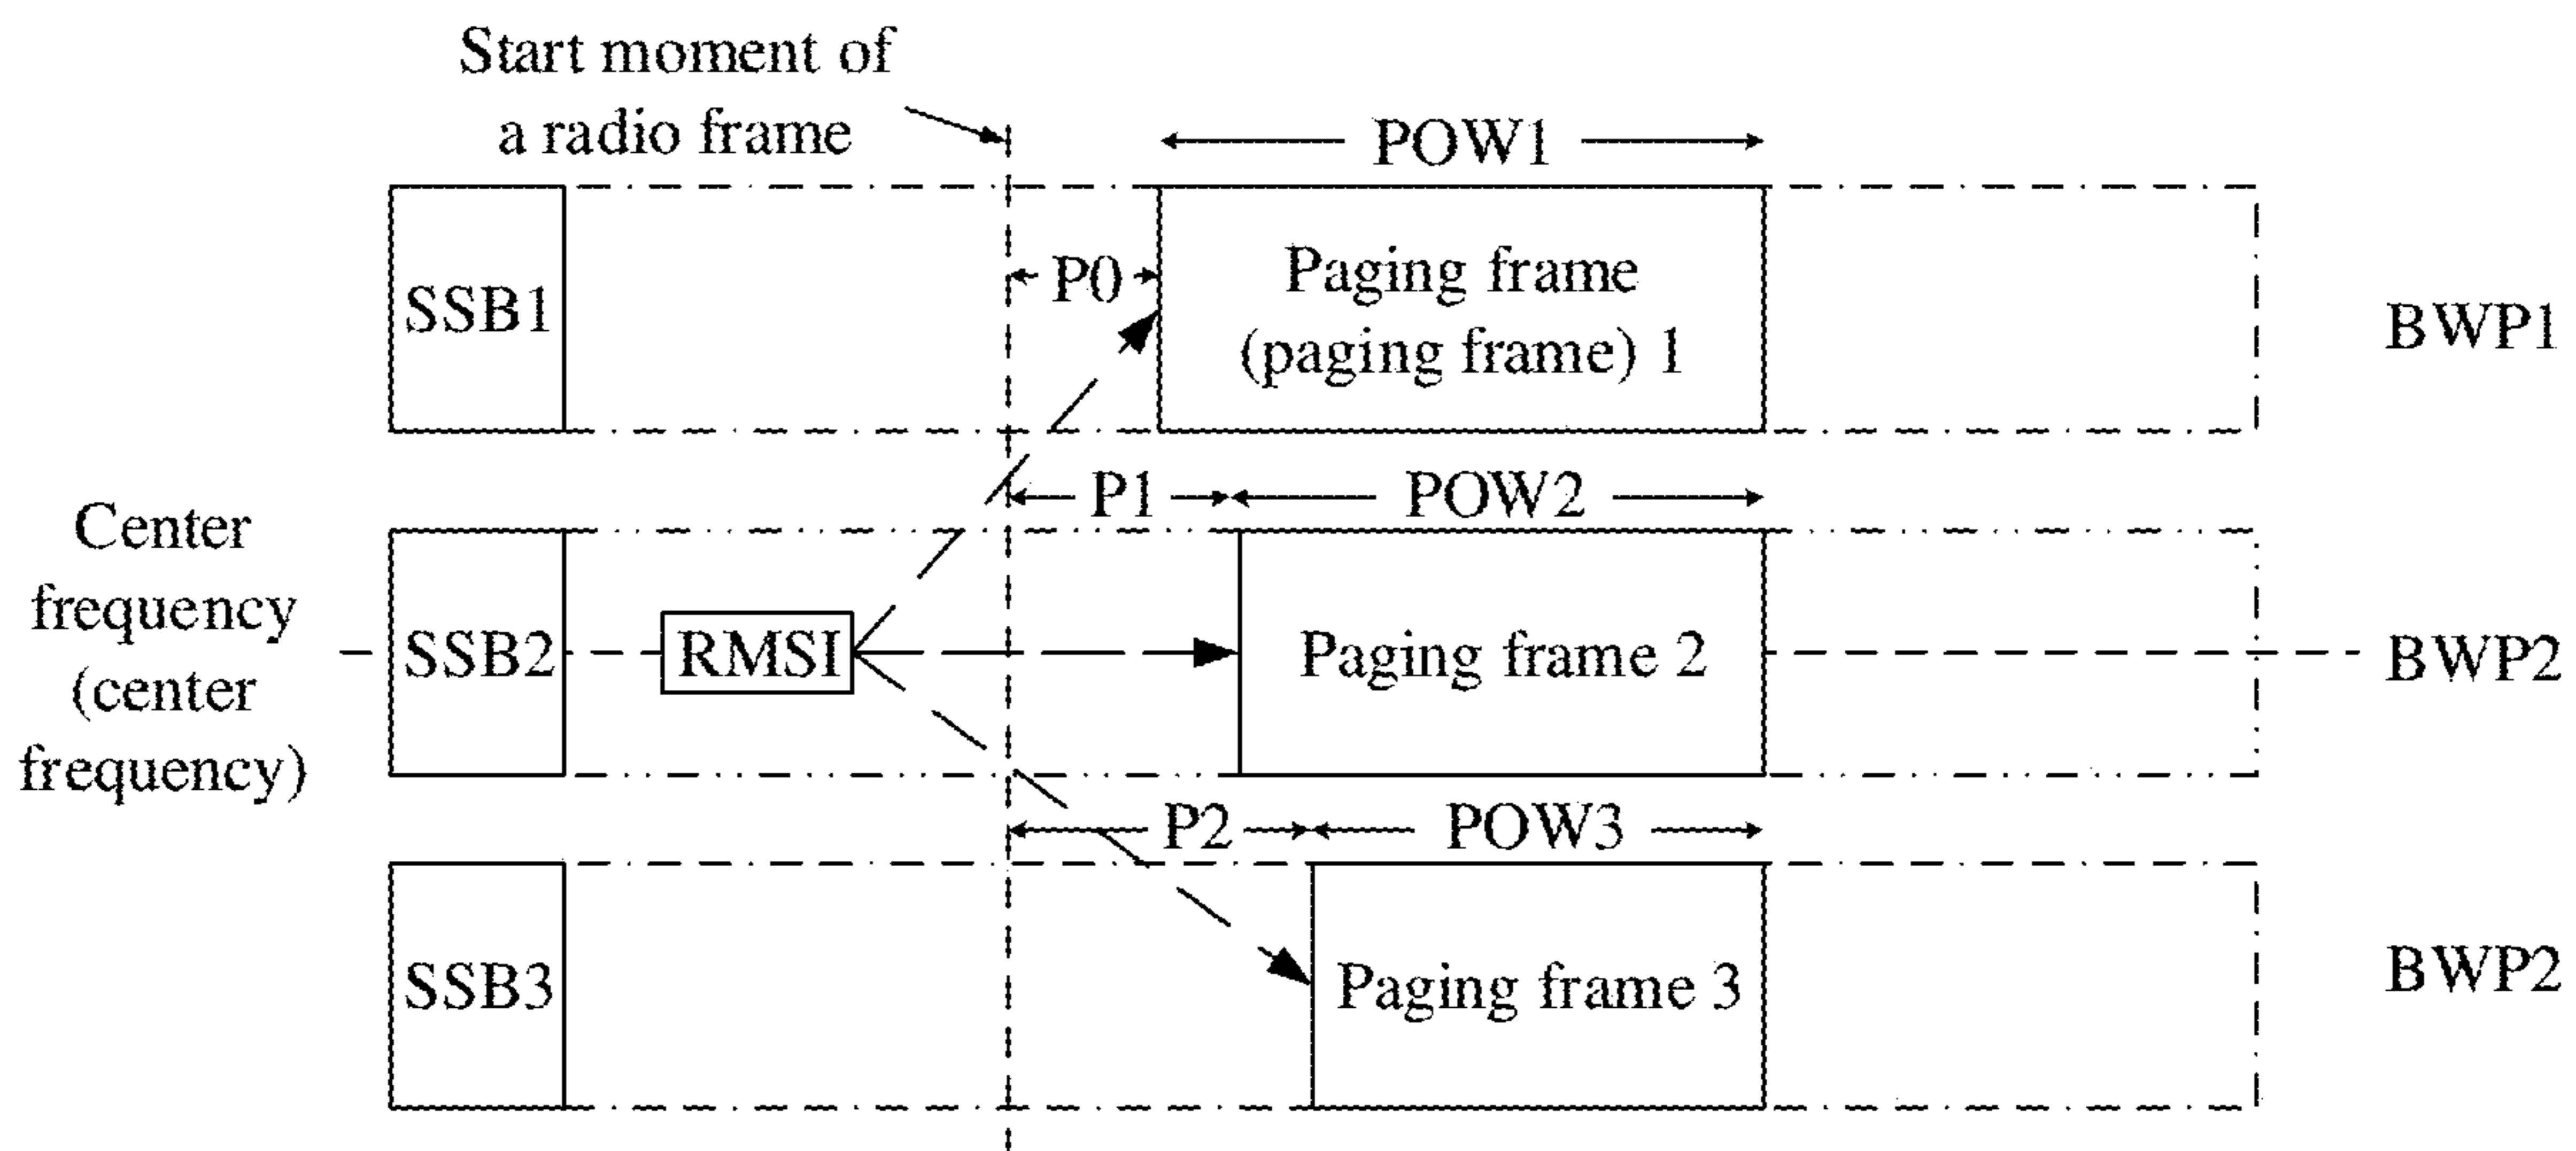 Start moment of
a radio frame
POW1
SSB1
P0
Paging frame
(paging frame) 1
BWP1
P1
POW2
Center
frequency
(center
frequency)
SSB2
RMSI
Paging frame 2
BWP2
P2
POW3
SSB3
Paging frame 3
BWP2